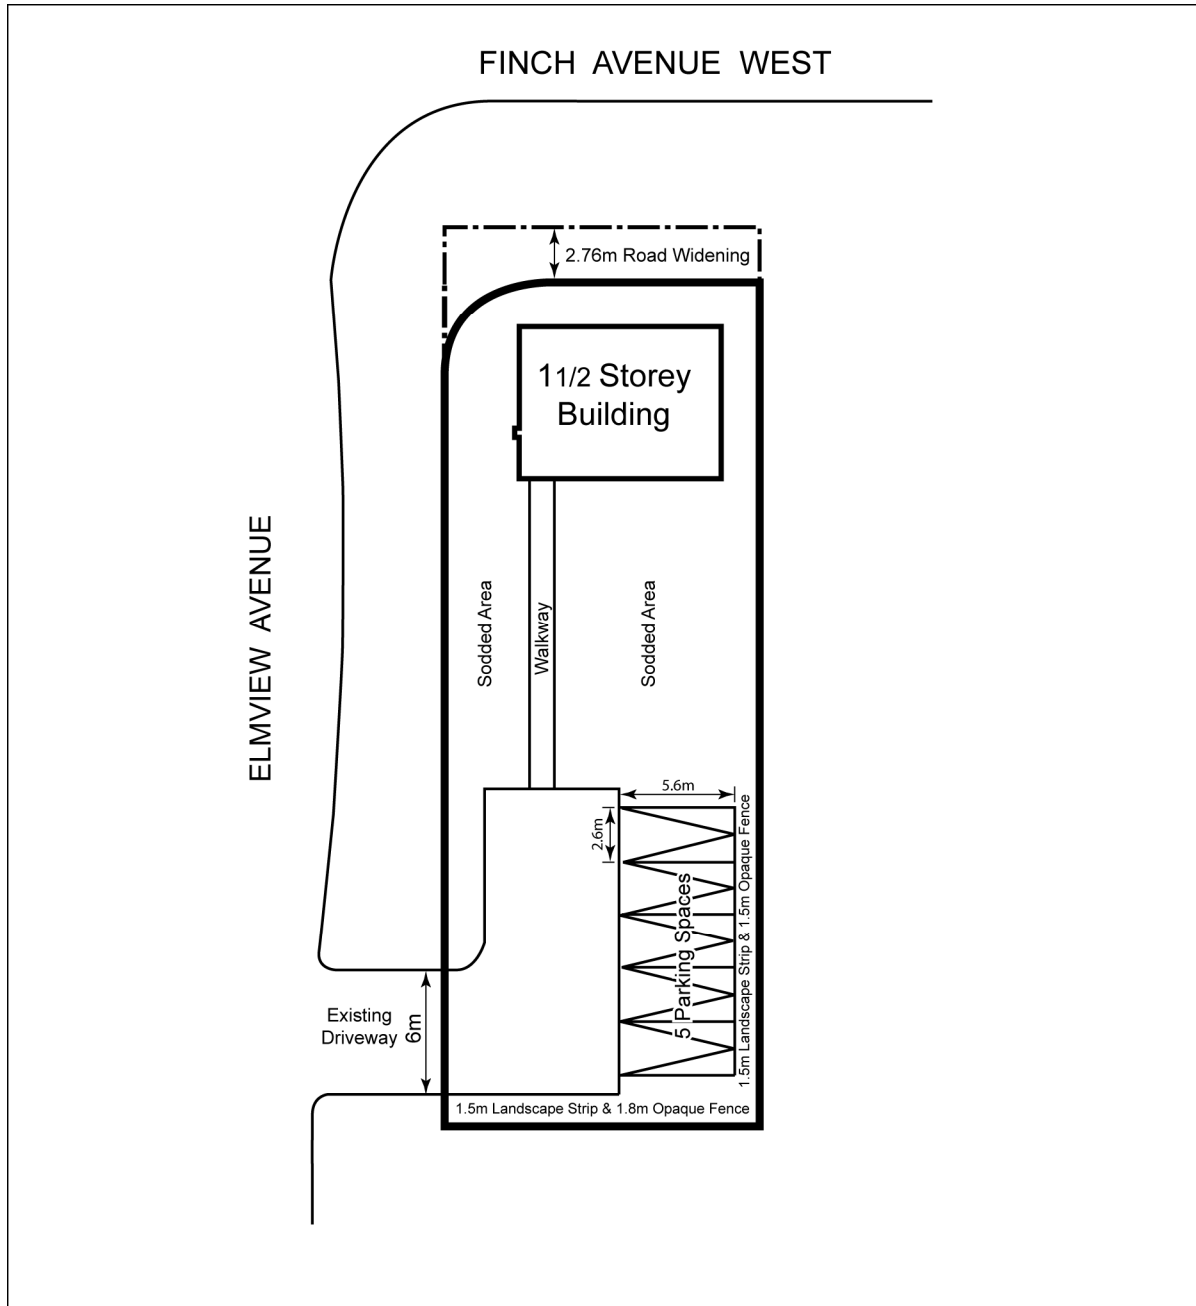 FINCH AVENUE WEST
2.76m Road Widening
11/2 Storey
Building
ELMVIEW AVENUE
Sodded Area
Walkway
Sodded Area
5.6m
2.6m
5 Parking Spaces
1.5m Landscape Strip & 1.5m Opaque Fence
Existing
Driveway
6m
1.5m Landscape Strip & 1.8m Opaque Fence